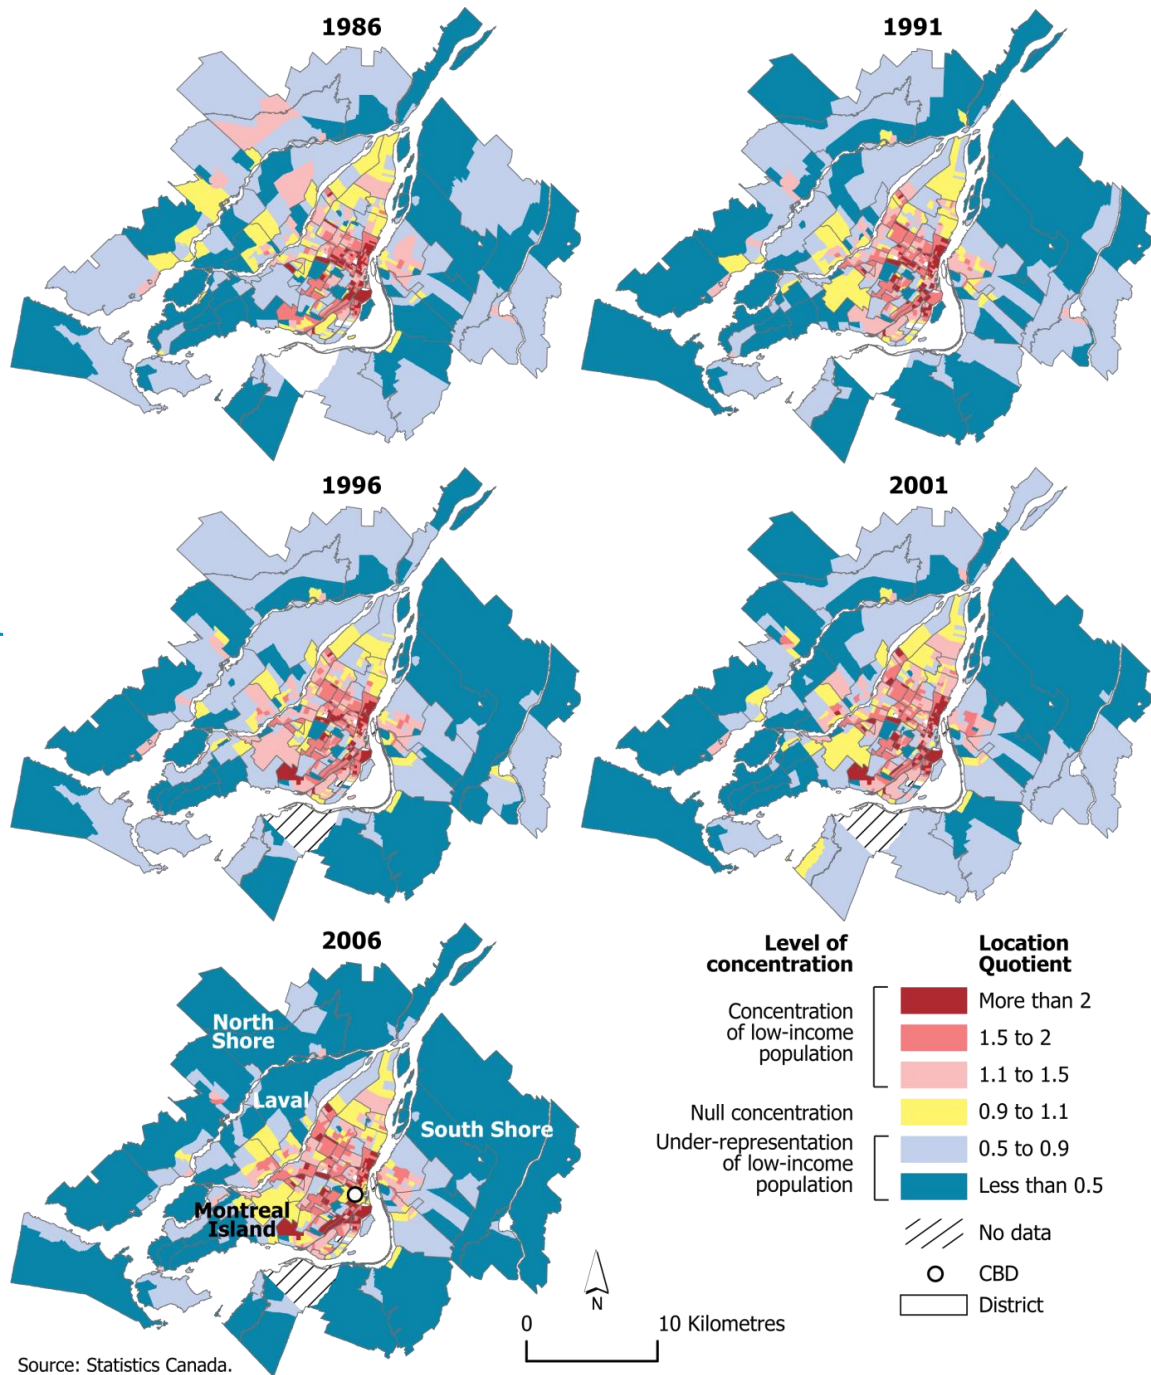 1986
1991
1996
2001
2006
North
Shore
Laval
South Shore
Montreal
Island
Level of
concentration
Location
Quotient
Concentration
of low-income
population
More than 2
1.5 to 2
1.1 to 1.5
Null concentration
0.9 to 1.1
Under-representation
of low-income
population
0.5 to 0.9
Less than 0.5
No data
CBD
District
N
0
10 Kilometres
Source: Statistics Canada.